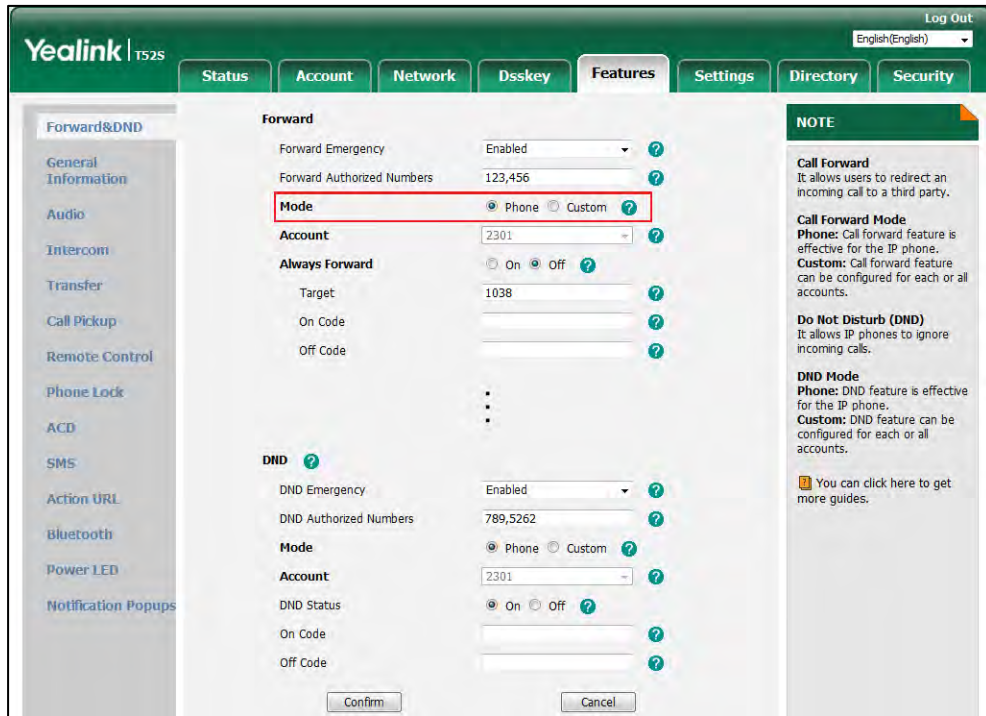 Log Out
English(English)
Yealink T52S
Status Account Network Dsskey Features Settings Directory Security
Forward&DND
General
Information
Audio
Intercom
Transfer
Call Pickup
Remote Control
Phone Lock
ACD
SMS
Action URL
Bluetooth
Power LED
Notification Popups
Forward
Forward Emergency Enabled ?
Forward Authorized Numbers 123,456 ?
Mode Phone Custom ?
Account 2301 ?
Always Forward On Off ?
Target 1038 ?
On Code ?
Off Code ?
DND ?
DND Emergency Enabled ?
DND Authorized Numbers 789,5262 ?
Mode Phone Custom ?
Account 2301 ?
DND Status On Off ?
On Code ?
Off Code ?
Confirm Cancel
NOTE
Call Forward
It allows users to redirect an
incoming call to a third party.
Call Forward Mode
Phone: Call forward feature is
effective for the IP phone.
Custom: Call forward feature
can be configured for each or all
accounts.
Do Not Disturb (DND)
It allows IP phones to ignore
incoming calls.
DND Mode
Phone: DND feature is effective
for the IP phone.
Custom: DND feature can be
configured for each or all
accounts.
? You can click here to get
more guides.